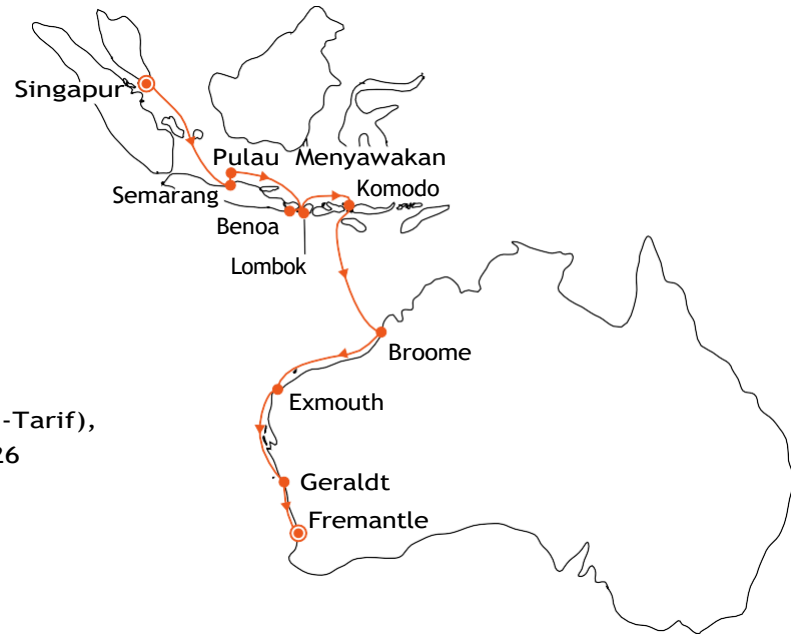 Singapur
Pulau Menyawakan
Semarang
Komodo
Benoa
Lombok
Broome
Exmouth
-Tarif),
26
Geraldt
Fremantle